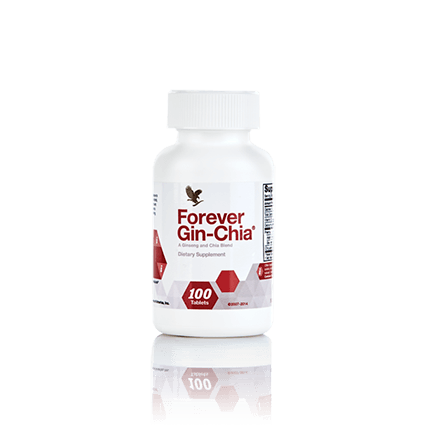 Forever
Gin-Chia®
A Ginseng and Chia Blend
Dietary Supplement
100
Tablets